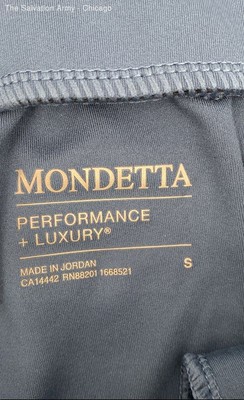 The Salvation Army - Chicago
MONDETTA
PERFORMANCE
+ LUXURY®
MADE IN JORDAN
CA14442 RN88201 1668521
S